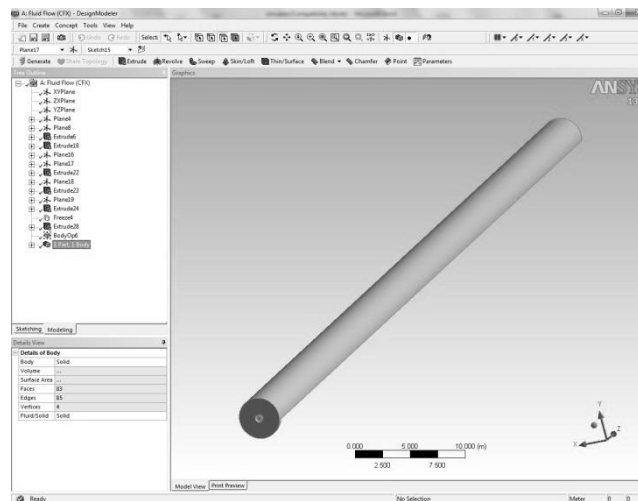 A: Fluid Flow (CFX) - DesignModeler
File Create Concept Tools View Help
Undo Redo Select:
Plane17 Sketch15
Generate Share Topology Extrude Revolve Sweep Skin/Loft Thin/Surface Blend Chamfer Point Parameters
Tree Outline
A: Fluid Flow (CFX)
XYPlane
ZXPlane
YZPlane
Plane4
Plane8
Extrude6
Extrude18
Plane16
Plane17
Extrude22
Plane18
Extrude23
Plane19
Extrude24
Freeze4
Extrude28
BodyOp6
1 Part, 1 Body
Sketching Modeling
Details View
Details of Body
Body Solid
Volume ...
Surface Area ...
Faces 83
Edges 85
Vertices 4
Fluid/Solid Solid
Graphics
ANSY
Y
X
Z
0.000 5.000 10.000 (m)
2.500 7.500
Model View Print Preview
Ready No Selection Meter 0 0